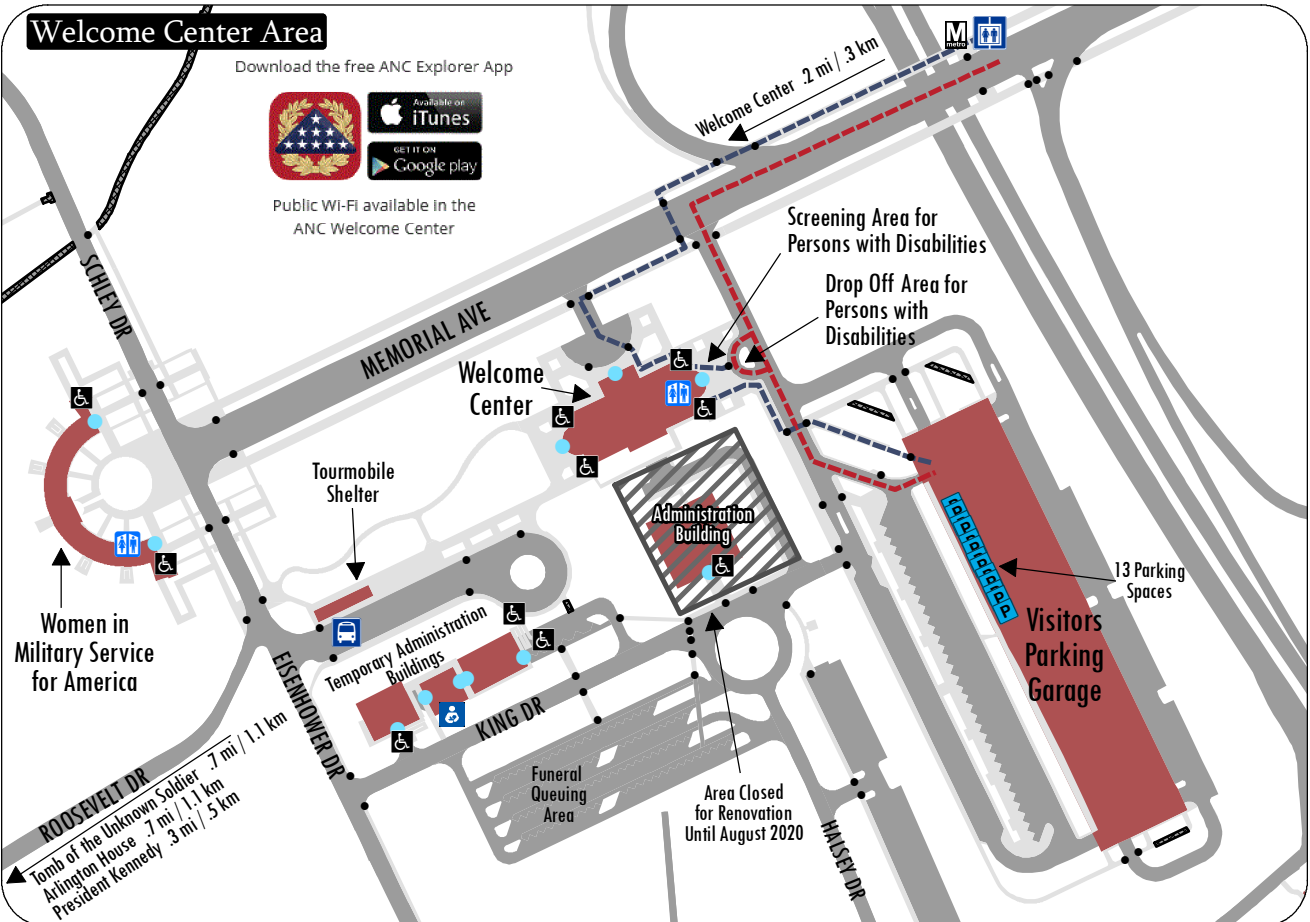 Welcome Center Area
Download the free ANC Explorer App
Available on
iTunes
GET IT ON
Google play
Public Wi-Fi available in the
ANC Welcome Center
M
metro
Welcome Center .2 mi / .3 km
Screening Area for
Persons with Disabilities
Drop Off Area for
Persons with
Disabilities
SCHLEY DR
MEMORIAL AVE
Welcome
Center
Tourmobile
Shelter
Administration
Building
13 Parking
Spaces
Visitors
Parking
Garage
Women in
Military Service
for America
Temporary Administration
Buildings
EISENHOWER DR
KING DR
Funeral
Queuing
Area
Area Closed
for Renovation
Until August 2020
HALSEY DR
ROOSEVELT DR
Tomb of the Unknown Soldier .7 mi / 1.1 km
Arlington House .7 mi / 1.1 km
President Kennedy .3 mi / .5 km